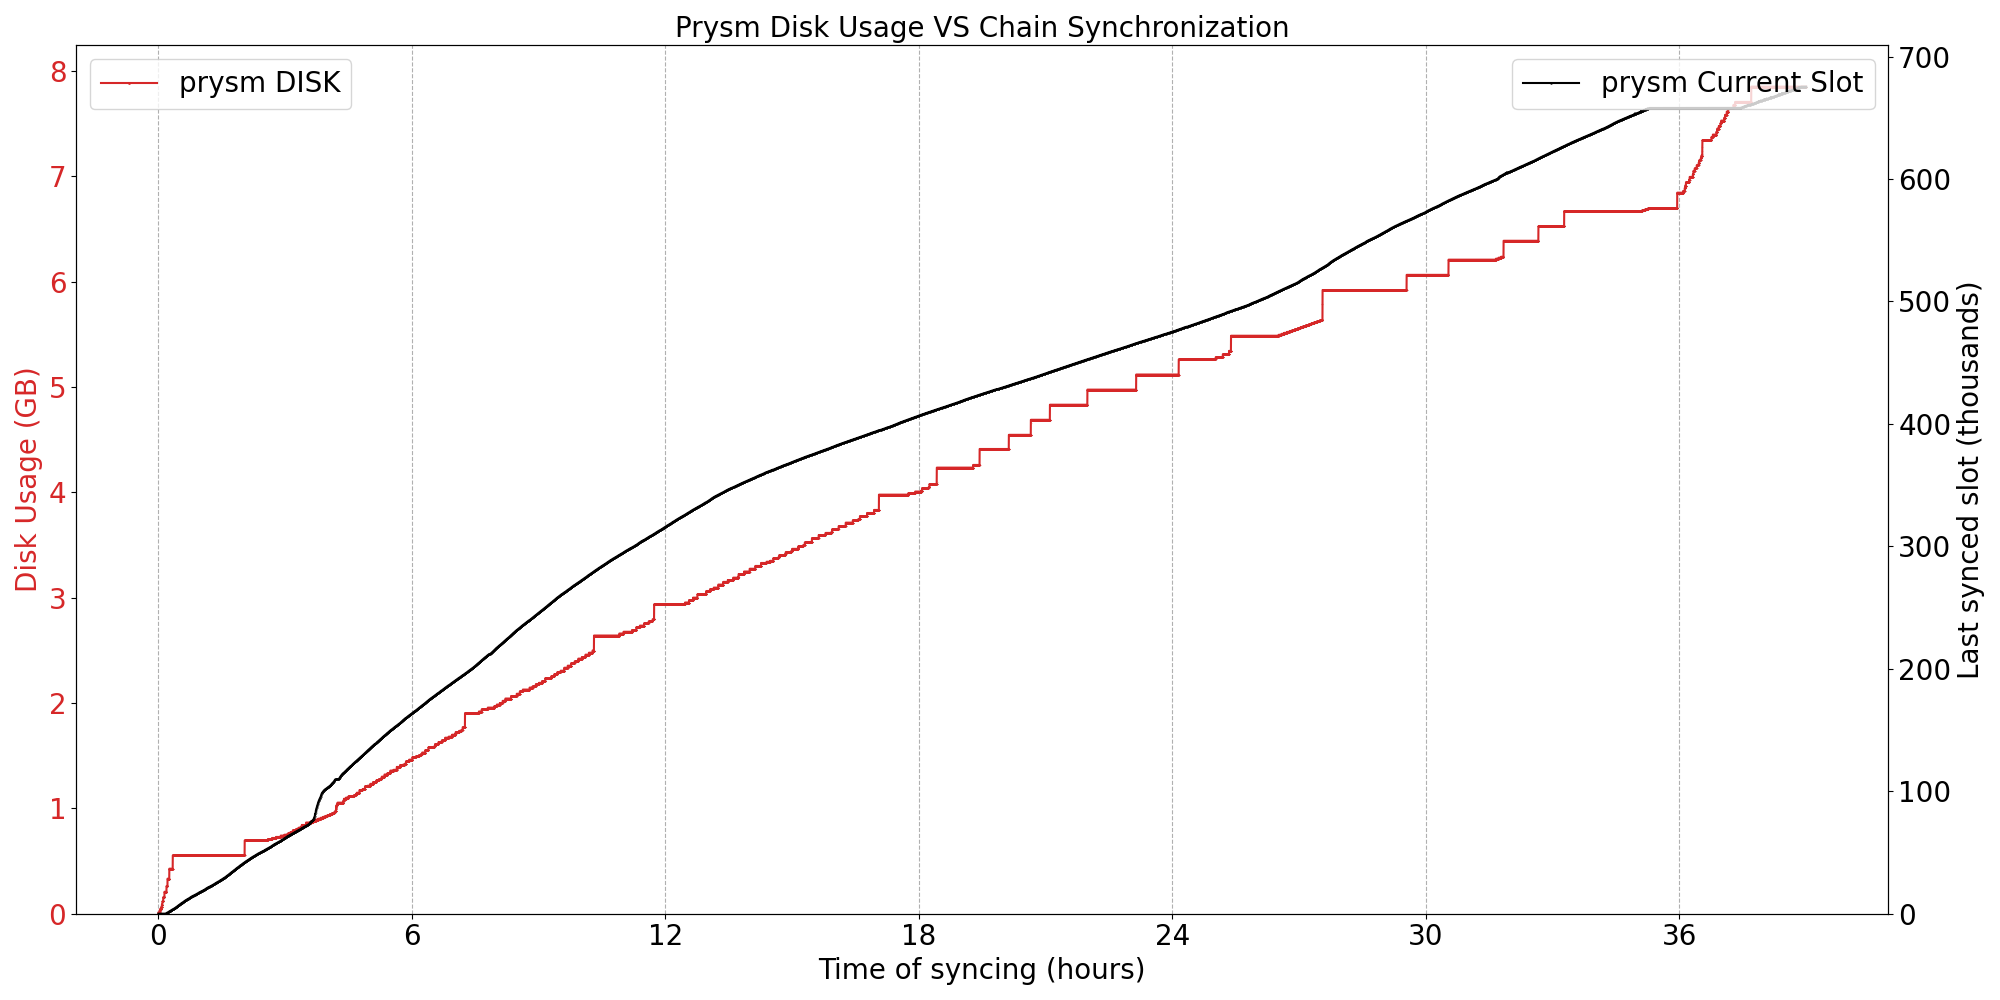 Prysm Disk Usage VS Chain Synchronization
prysm DISK
prysm Current Slot
Disk Usage (GB)
8
7
6
5
4
3
2
1
0
700
600
500
400
300
200
100
0
Last synced slot (thousands)
0 6 12 18 24 30 36
Time of syncing (hours)